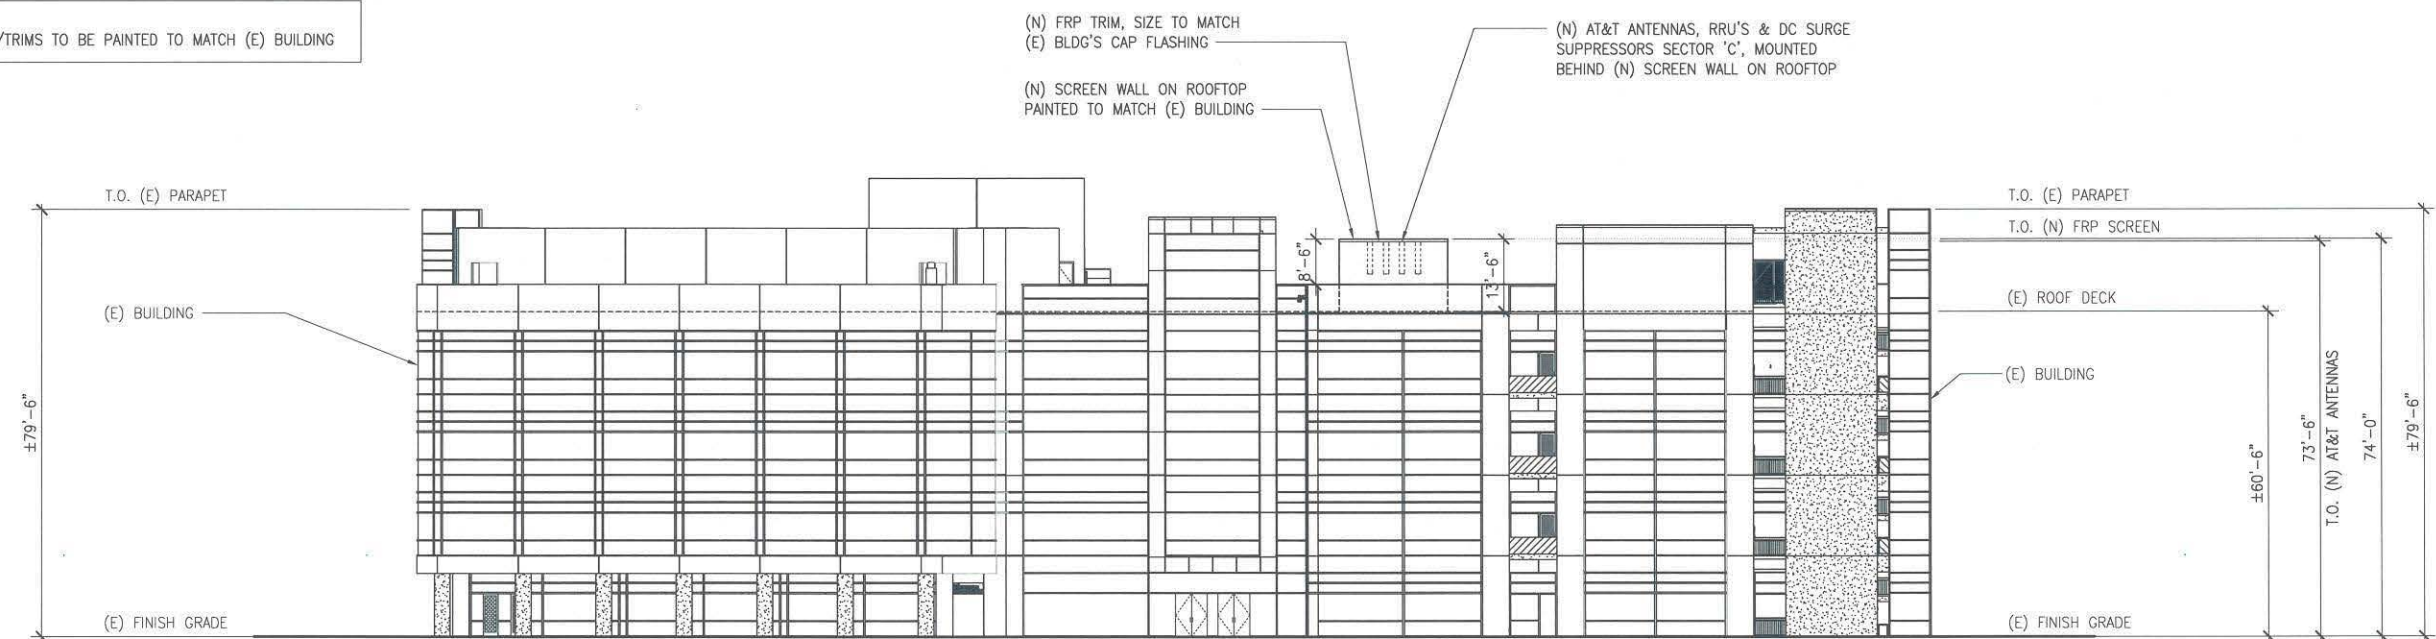 /TRIMS TO BE PAINTED TO MATCH (E) BUILDING
(N) FRP TRIM, SIZE TO MATCH
(E) BLDG'S CAP FLASHING
(N) SCREEN WALL ON ROOFTOP
PAINTED TO MATCH (E) BUILDING
(N) AT&T ANTENNAS, RRU'S & DC SURGE
SUPPRESSORS SECTOR 'C', MOUNTED
BEHIND (N) SCREEN WALL ON ROOFTOP
T.O. (E) PARAPET
(E) BUILDING
±79'-6"
(E) FINISH GRADE
8'-6"
13'-6"
T.O. (E) PARAPET
T.O. (N) FRP SCREEN
(E) ROOF DECK
(E) BUILDING
±60'-6"
73'-6"
T.O. (N) AT&T ANTENNAS
74'-0"
±79'-6"
(E) FINISH GRADE